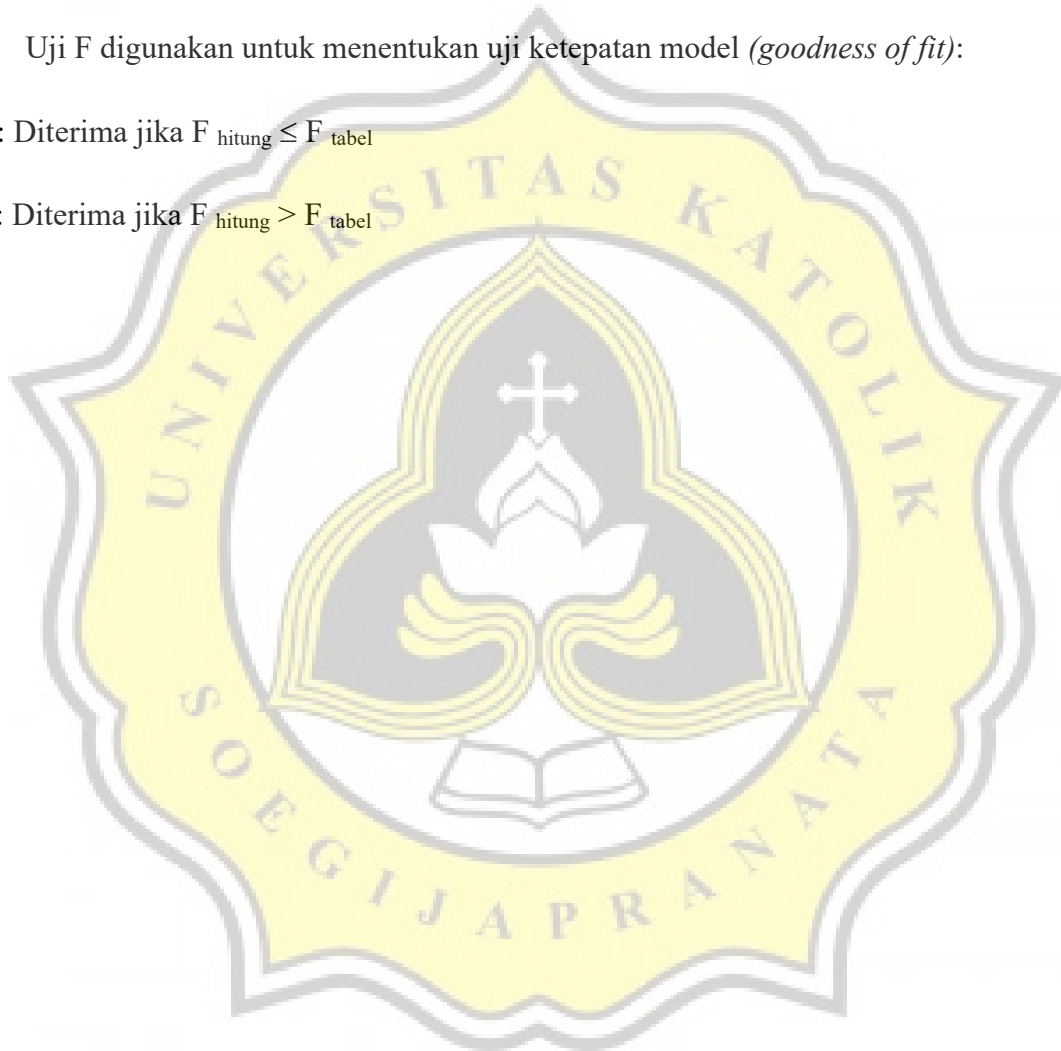 Uji F digunakan untuk menentukan uji ketepatan model (goodness of fit):
: Diterima jika F hitung ≤ F tabel
: Diterima jika F hitung > F tabel
UNIVERSITAS KATOLIK
SOEGIJAPRANATA